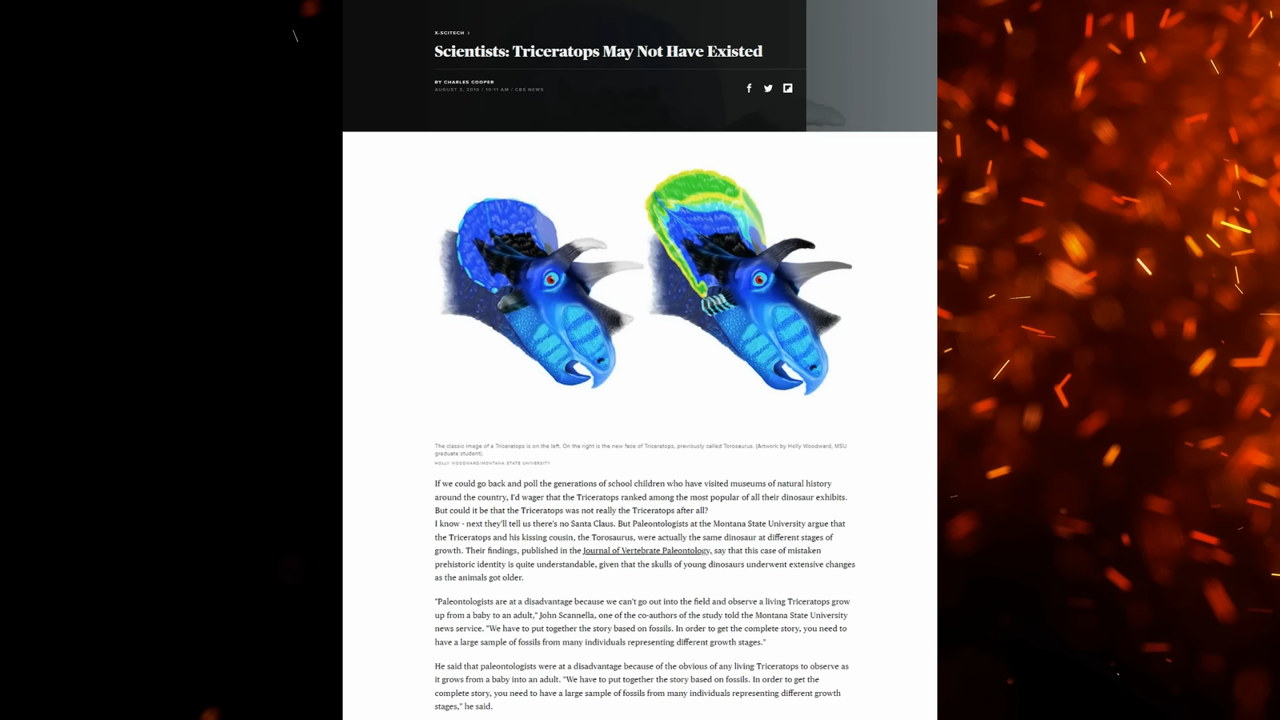 X-SCITECH ›
Scientists: Triceratops May Not Have Existed
BY CHARLES COOPER
AUGUST 3, 2010 / 10:11 AM / CBS NEWS
The classic image of a Triceratops is on the left. On the right is the new face of Triceratops, previously called Torosaurus. (Artwork by Holly Woodward, MSU
graduate student).
HOLLY WOODWARD/MONTANA STATE UNIVERSITY
If we could go back and poll the generations of school children who have visited museums of natural history
around the country, I'd wager that the Triceratops ranked among the most popular of all their dinosaur exhibits.
But could it be that the Triceratops was not really the Triceratops after all?
I know - next they'll tell us there's no Santa Claus. But Paleontologists at the Montana State University argue that
the Triceratops and his kissing cousin, the Torosaurus, were actually the same dinosaur at different stages of
growth. Their findings, published in the Journal of Vertebrate Paleontology, say that this case of mistaken
prehistoric identity is quite understandable, given that the skulls of young dinosaurs underwent extensive changes
as the animals got older.
"Paleontologists are at a disadvantage because we can't go out into the field and observe a living Triceratops grow
up from a baby to an adult," John Scannella, one of the co-authors of the study told the Montana State University
news service. "We have to put together the story based on fossils. In order to get the complete story, you need to
have a large sample of fossils from many individuals representing different growth stages."
He said that paleontologists were at a disadvantage because of the obvious of any living Triceratops to observe as
it grows from a baby into an adult. "We have to put together the story based on fossils. In order to get the
complete story, you need to have a large sample of fossils from many individuals representing different growth
stages," he said.